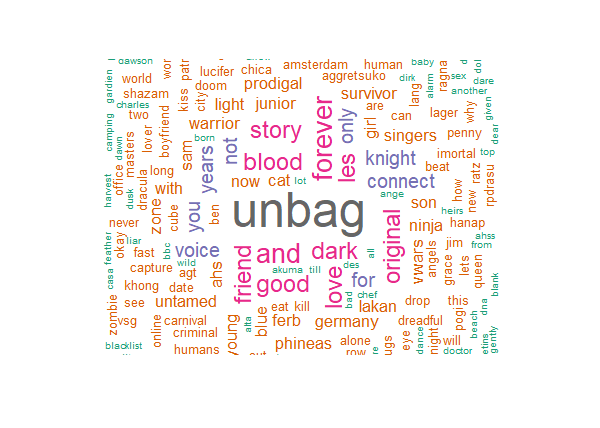 dawson
lucifer chica amsterdam human baby d
world patr aggretsuko dirk ragna dol
shazam kiss city doom prodigal survivor lang alarm sex dare
gardien charles two light junior forever only girl are can lager another why
camping lover boyfriend born warrior story not les singers penny dear given
dawn masters sam years blood knight beat imortal top
office long now cat connect how new ratz
harvest dracula with you lot ange son heirs rpdrasu
dusk zone cube ben unbag original
never liar ninja hanap
okay fast bbc voice and dark all vwars angels jim ahss from
casa feather capture wild agt ahs friend akuma till des for grace lets queen
khong date good love bad chef blank
zombie see untamed eat kill lakan drop this dna
vsg online carnival young alta blue ferb germany dreadful pogi beach
criminal phineas alone eye dance night will etins gently
blacklist humans out row re ugs doctor